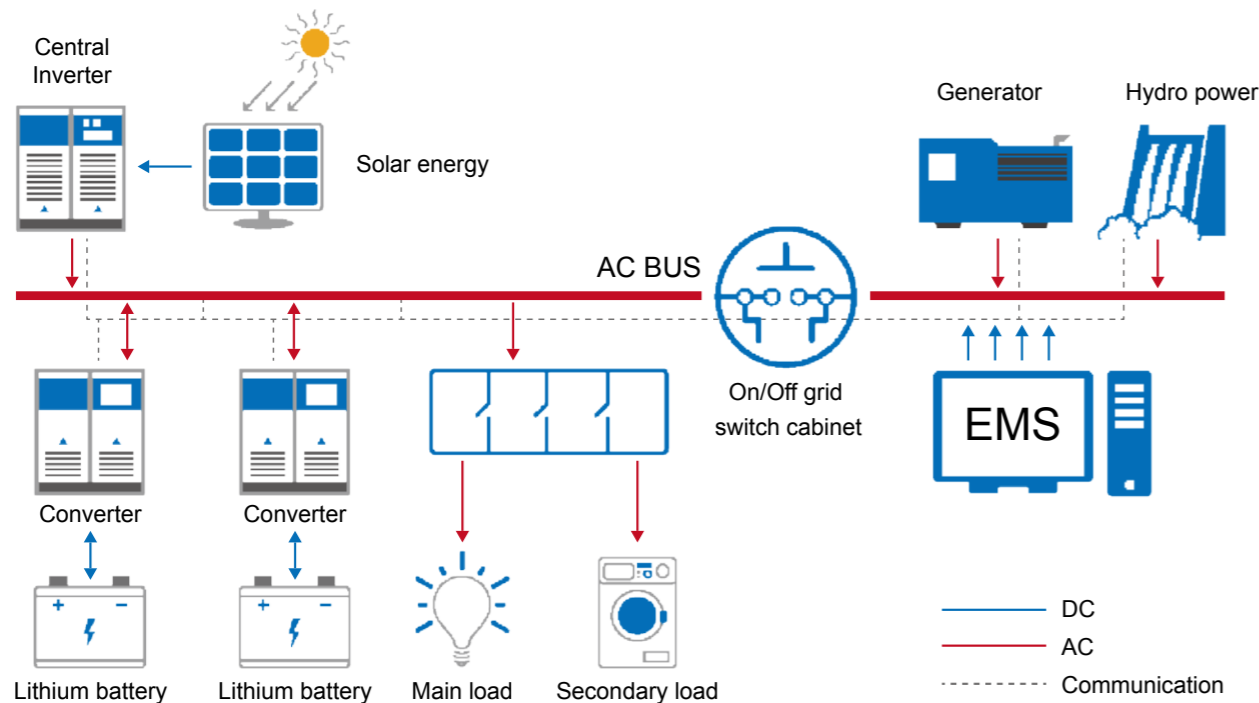 Central
Inverter
Solar energy
Generator
Hydro power
AC BUS
On/Off grid
switch cabinet
EMS
Converter
Converter
+ −
+ −
Lithium battery
Lithium battery
Main load
Secondary load
DC
AC
Communication